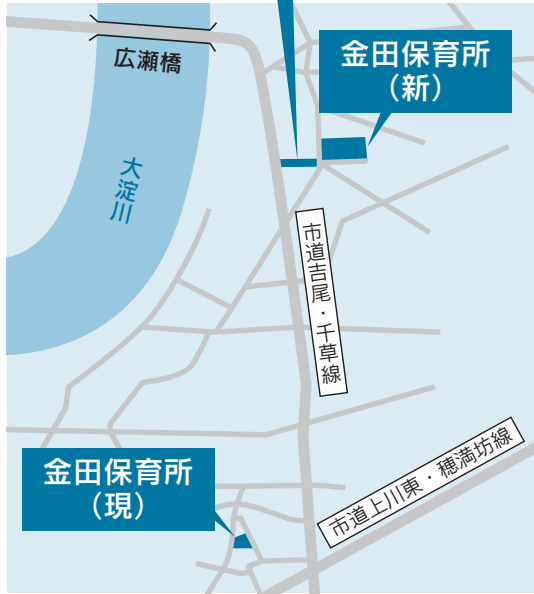 広瀬橋
金田保育所
（新）
大淀川
市道吉尾・千草線
金田保育所
（現）
市道上川東・穂満坊線